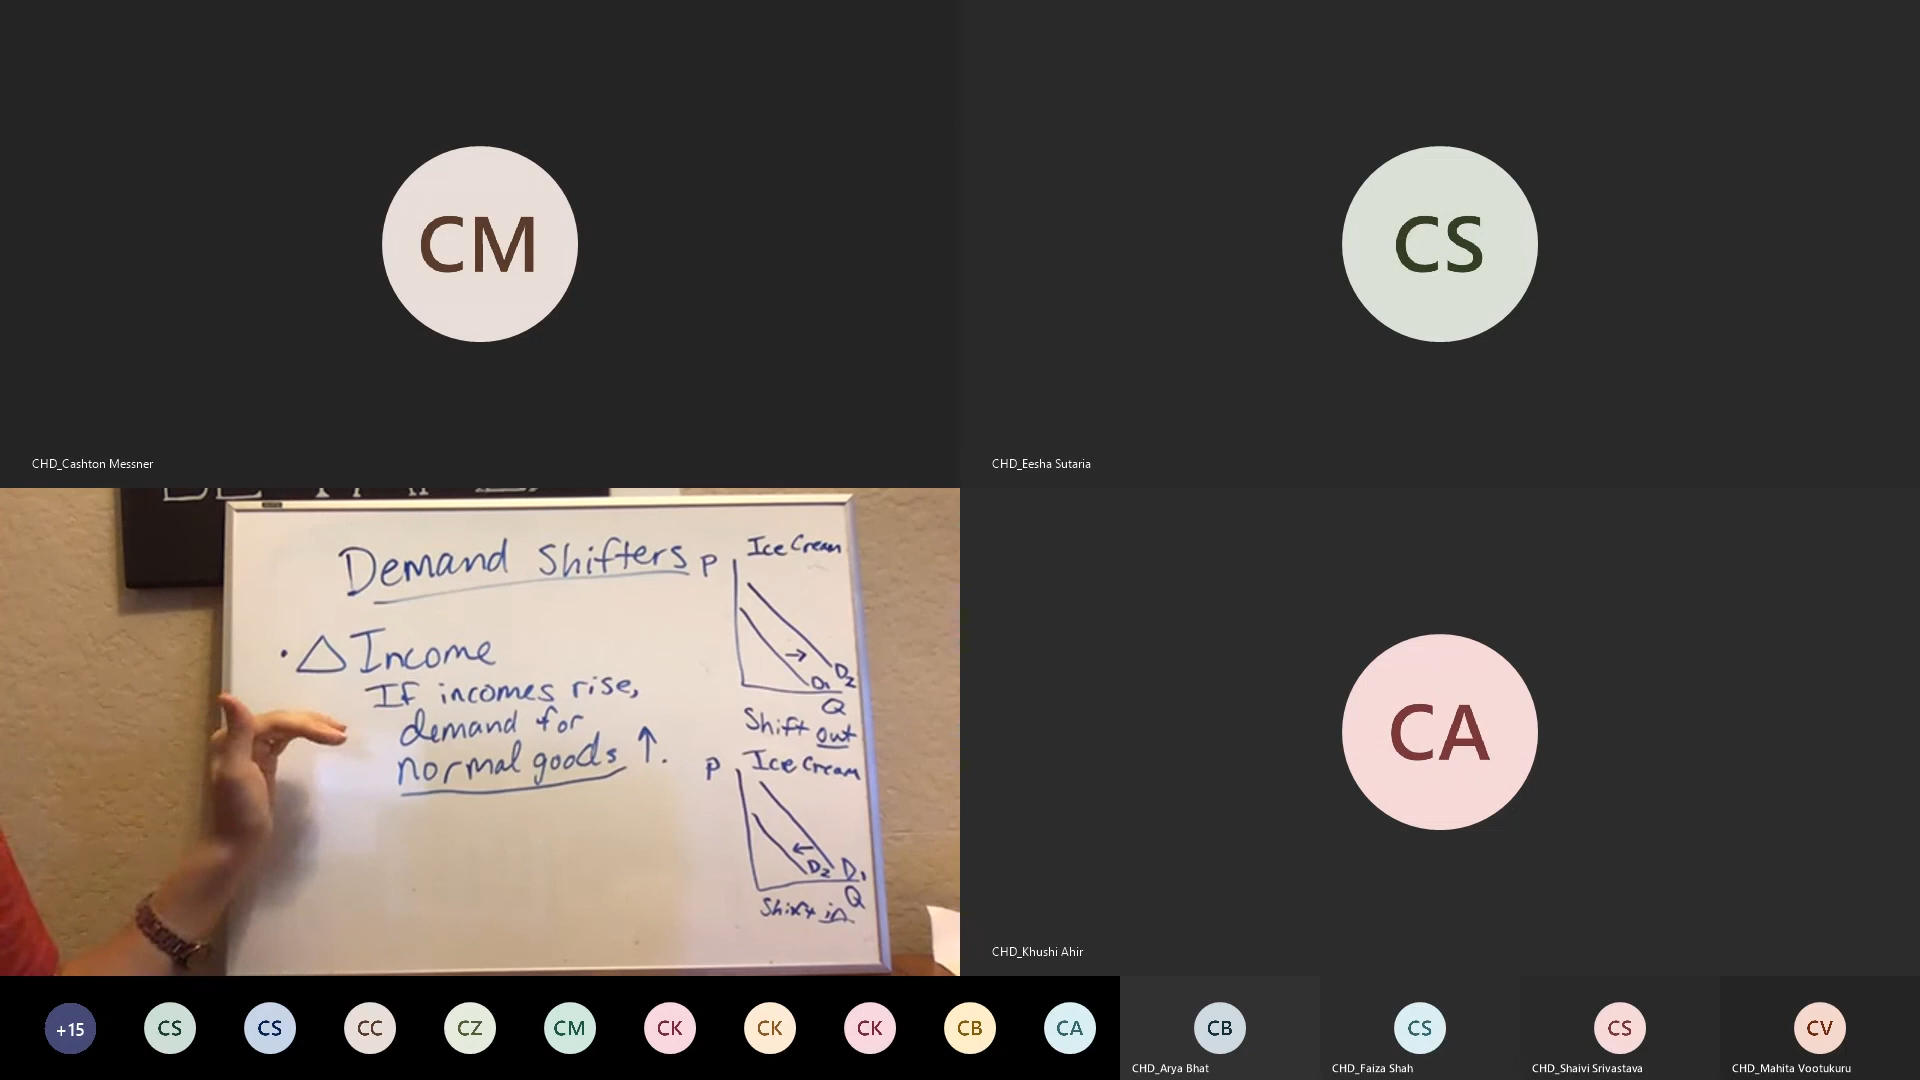 CM
CS
CHD_Cashton Messner
CHD_Eesha Sutaria
Demand Shifters
• △ Income
If incomes rise,
demand for
normal goods ↑.
Ice Cream
P
→
D1
D2
Q
Shift out
Ice Cream
P
←
D2
D1
Q
Shift in
CA
CHD_Khushi Ahir
+15
CS
CS
CC
CZ
CM
CK
CK
CK
CB
CA
CB
CS
CS
CV
CHD_Arya Bhat
CHD_Faiza Shah
CHD_Shaivi Srivastava
CHD_Mahita Vootukuru